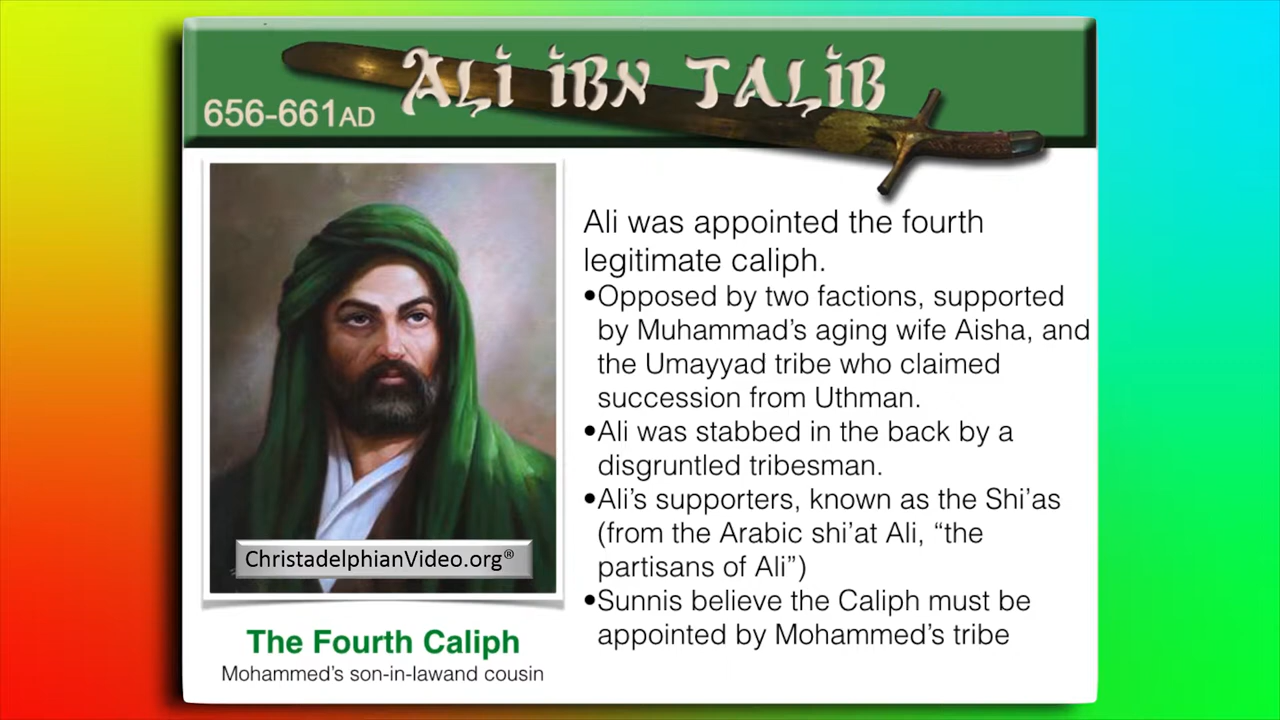 ALi iBN TALiB
656-661AD
Ali was appointed the fourth
legitimate caliph.
•Opposed by two factions, supported
by Muhammad's aging wife Aisha, and
the Umayyad tribe who claimed
succession from Uthman.
•Ali was stabbed in the back by a
disgruntled tribesman.
•Ali's supporters, known as the Shi'as
(from the Arabic shi'at Ali, “the
partisans of Ali”)
•Sunnis believe the Caliph must be
appointed by Mohammed's tribe
ChristadelphianVideo.org®
The Fourth Caliph
Mohammed's son-in-lawand cousin